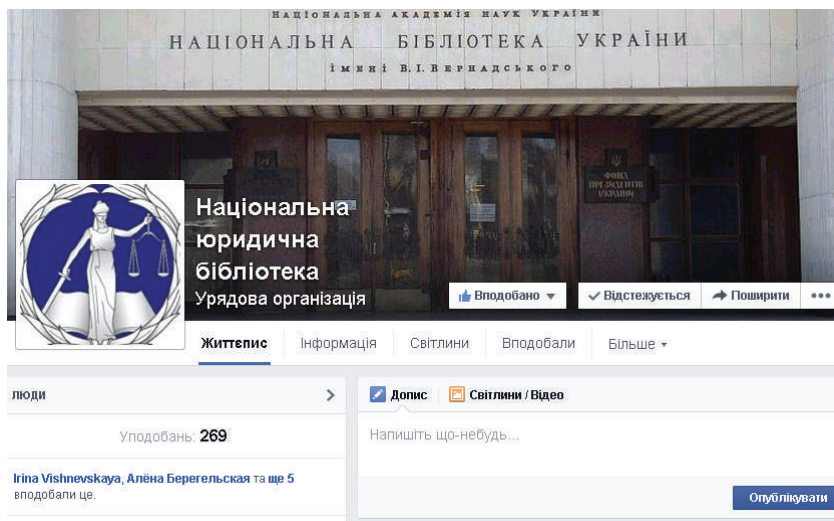 НАЦІОНАЛЬНА АКАДЕМІЯ НАУК УКРАЇНИ
НАЦІОНАЛЬНА БІБЛІОТЕКА УКРАЇНИ
імені В.І.Вернадського
ФОНД
ПРЕЗИДЕНТІВ
УКРАЇНИ
Національна
юридична
бібліотека
Урядова організація
Вподобано
Відстежується
Поширити
Життєпис
Інформація
Світлини
Вподобали
Більше
люди
Допис
Світлини / Відео
Уподобань: 269
Напишіть що-небудь...
Irina Vishnevskaya, Алёна Берегельская та ще 5
вподобали це.
Опублікувати